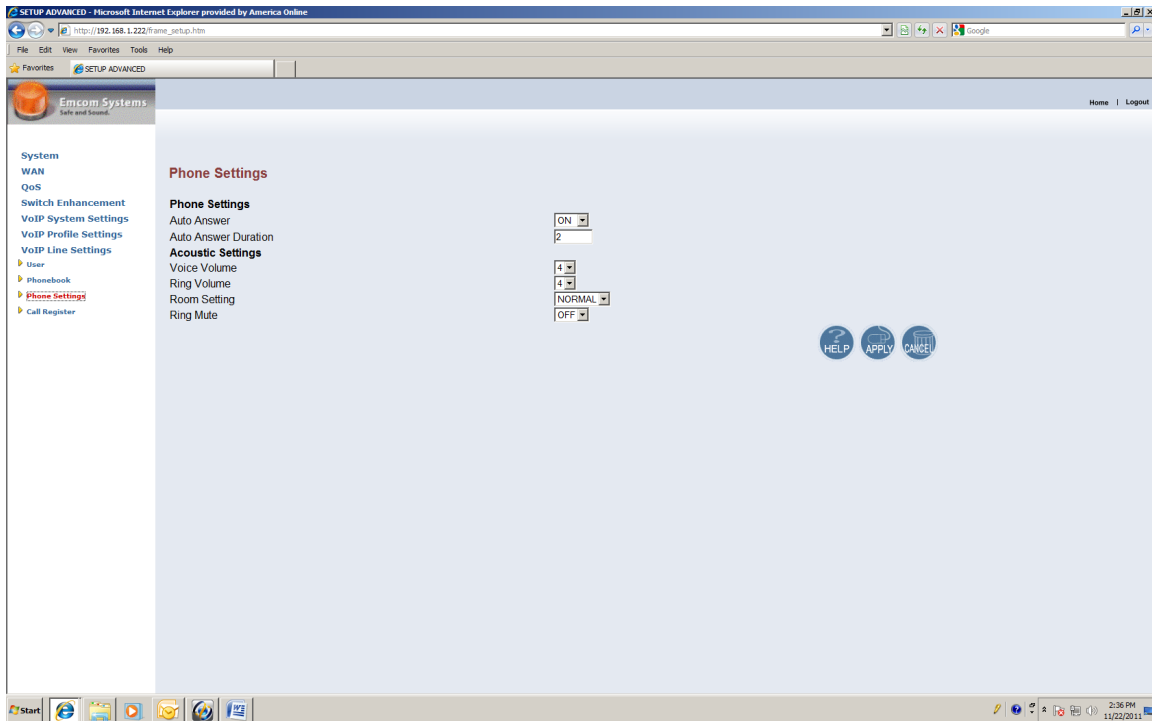 SETUP ADVANCED - Microsoft Internet Explorer provided by America Online
http://192.168.1.222/frame_setup.htm
Google
File Edit View Favorites Tools Help
Favorites SETUP ADVANCED
Emcom Systems
Safe and Sound.
Home | Logout
System
WAN
QoS
Switch Enhancement
VoIP System Settings
VoIP Profile Settings
VoIP Line Settings
User
Phonebook
Phone Settings
Call Register
Phone Settings
Phone Settings
Auto Answer ON
Auto Answer Duration 2
Acoustic Settings
Voice Volume 4
Ring Volume 4
Room Setting NORMAL
Ring Mute OFF
HELP APPLY CANCEL
Start
2:36 PM
11/22/2011